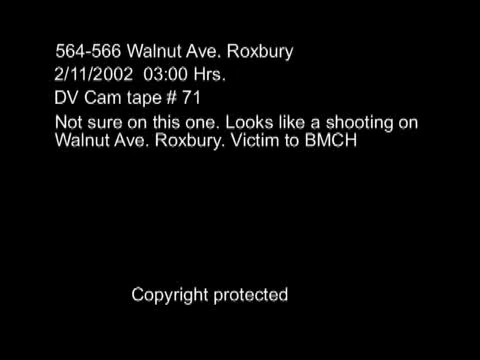 564-566 Walnut Ave. Roxbury
2/11/2002  03:00 Hrs.
DV Cam tape # 71
Not sure on this one. Looks like a shooting on
Walnut Ave. Roxbury. Victim to BMCH
Copyright protected